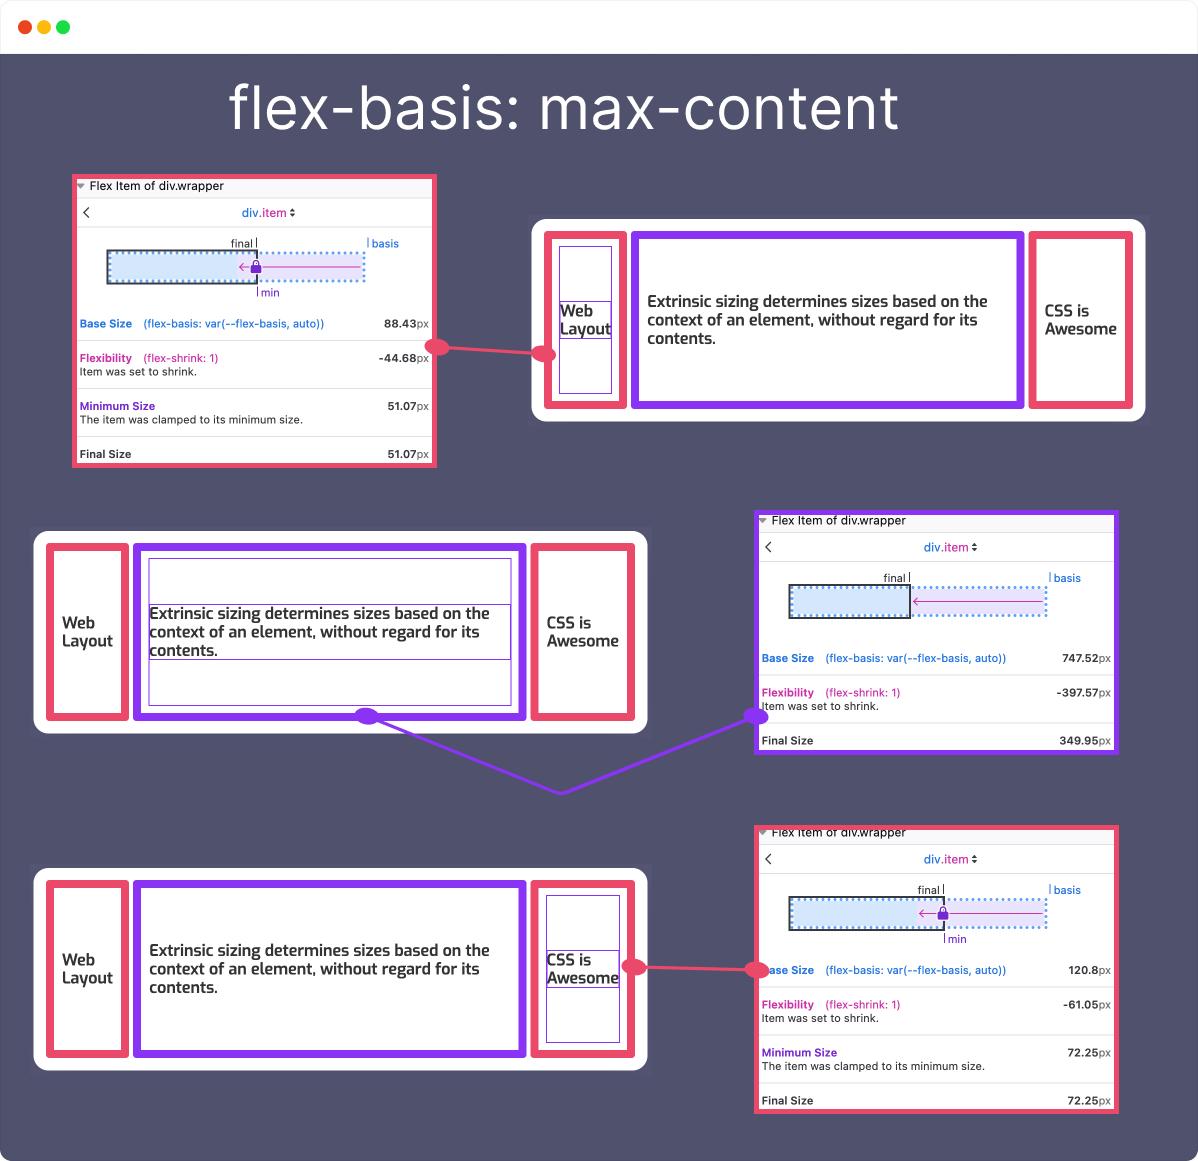 flex-basis: max-content
Flex Item of div.wrapper
div.item
final
basis
min
Base Size (flex-basis: var(--flex-basis, auto)) 88.43px
Flexibility (flex-shrink: 1) -44.68px
Item was set to shrink.
Minimum Size 51.07px
The item was clamped to its minimum size.
Final Size 51.07px
Web
Layout
Extrinsic sizing determines sizes based on the
context of an element, without regard for its
contents.
CSS is
Awesome
Web
Layout
Extrinsic sizing determines sizes based on the
context of an element, without regard for its
contents.
CSS is
Awesome
Flex Item of div.wrapper
div.item
final
basis
Base Size (flex-basis: var(--flex-basis, auto)) 747.52px
Flexibility (flex-shrink: 1) -397.57px
Item was set to shrink.
Final Size 349.95px
Web
Layout
Extrinsic sizing determines sizes based on the
context of an element, without regard for its
contents.
CSS is
Awesome
Flex Item of div.wrapper
div.item
final
basis
min
Base Size (flex-basis: var(--flex-basis, auto)) 120.8px
Flexibility (flex-shrink: 1) -61.05px
Item was set to shrink.
Minimum Size 72.25px
The item was clamped to its minimum size.
Final Size 72.25px